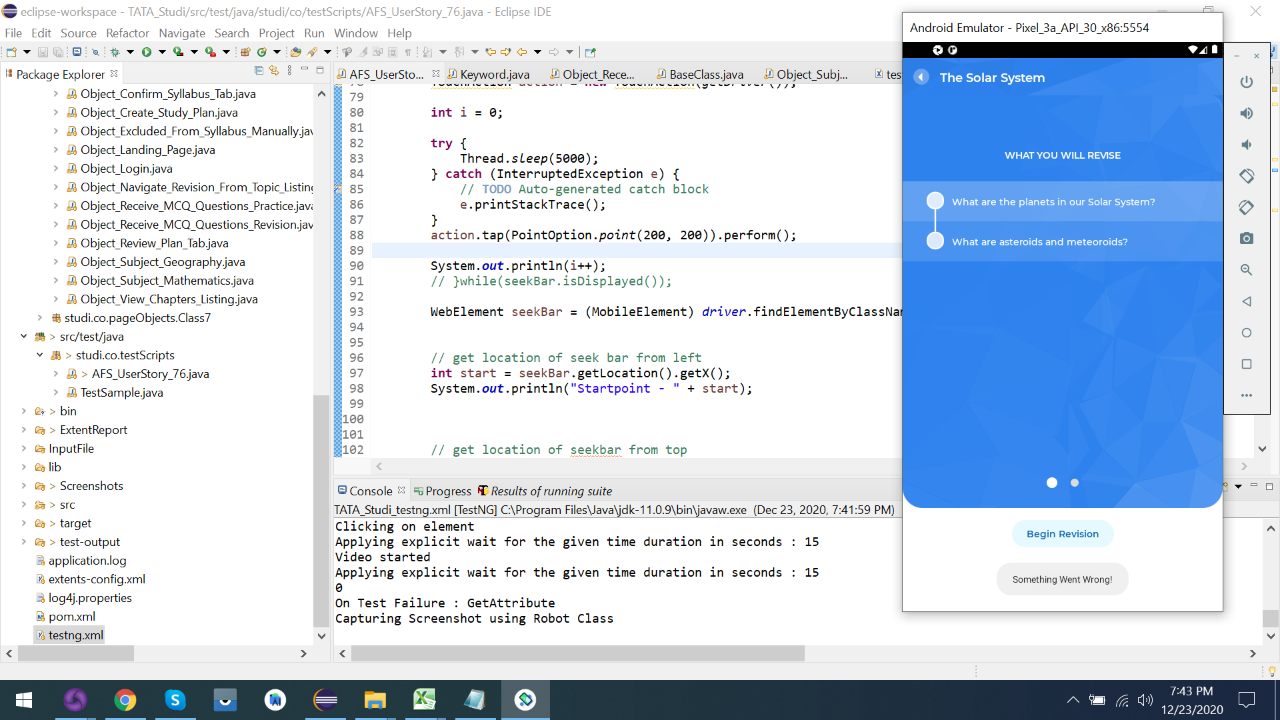 eclipse-workspace - TATA_Studi/src/test/java/studi/co/testScripts/AFS_UserStory_76.java - Eclipse IDE
File Edit Source Refactor Navigate Search Project Run Window Help
Package Explorer
Object_Confirm_Syllabus_Tab.java
Object_Create_Study_Plan.java
Object_Excluded_From_Syllabus_Manually.jav
Object_Landing_Page.java
Object_Login.java
Object_Navigate_Revision_From_Topic_Listing
Object_Receive_MCQ_Questions_Practice.java
Object_Receive_MCQ_Questions_Revision.java
Object_Review_Plan_Tab.java
Object_Subject_Geography.java
Object_Subject_Mathematics.java
Object_View_Chapters_Listing.java
studi.co.pageObjects.Class7
> src/test/java
> studi.co.testScripts
> AFS_UserStory_76.java
TestSample.java
> bin
> ExtentReport
InputFile
lib
> Screenshots
> src
> target
> test-output
application.log
extents-config.xml
log4j.properties
pom.xml
testng.xml
AFS_UserSto... Keyword.java Object_Rece... BaseClass.java Object_Subj... tes
78 TouchAction action = new TouchAction(getDriver());
79
80 int i = 0;
81
82 try {
83 Thread.sleep(5000);
84 } catch (InterruptedException e) {
85 // TODO Auto-generated catch block
86 e.printStackTrace();
87 }
88 action.tap(PointOption.point(200, 200)).perform();
89
90 System.out.println(i++);
91 // }while(seekBar.isDisplayed());
92
93 WebElement seekBar = (MobileElement) driver.findElementByClassNam
94
95
96 // get location of seek bar from left
97 int start = seekBar.getLocation().getX();
98 System.out.println("Startpoint - " + start);
99
100
101
102 // get location of seekbar from top
Console Progress Results of running suite
TATA_Studi_testng.xml [TestNG] C:\Program Files\Java\jdk-11.0.9\bin\javaw.exe (Dec 23, 2020, 7:41:59 PM)
Clicking on element
Applying explicit wait for the given time duration in seconds : 15
Video started
Applying explicit wait for the given time duration in seconds : 15
0
On Test Failure : GetAttribute
Capturing Screenshot using Robot Class
Android Emulator - Pixel_3a_API_30_x86:5554
The Solar System
WHAT YOU WILL REVISE
What are the planets in our Solar System?
What are asteroids and meteoroids?
Begin Revision
Something Went Wrong!
7:43 PM
12/23/2020